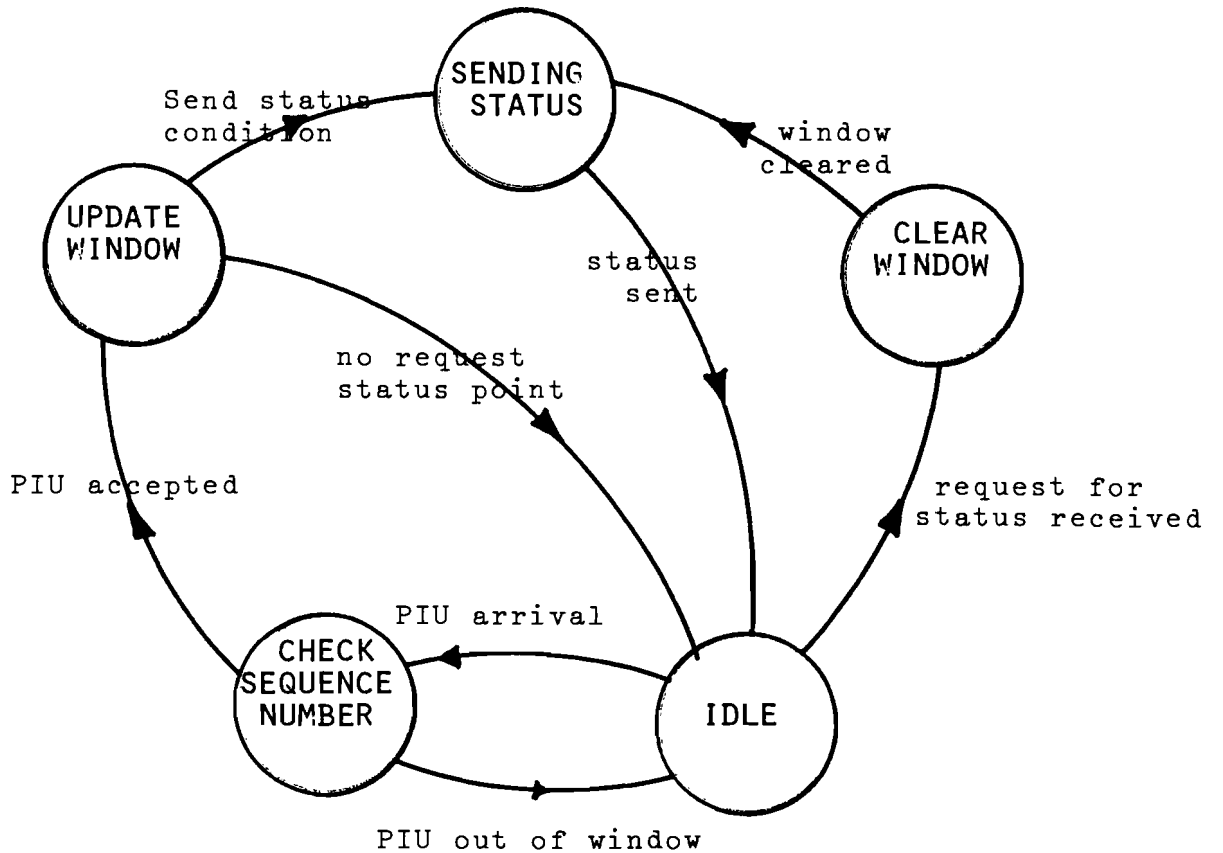 SENDING
STATUS
Send status
condition
window
cleared
UPDATE
WINDOW
CLEAR
WINDOW
status
sent
no request
status point
PIU accepted
request for
status received
PIU arrival
CHECK
SEQUENCE
NUMBER
IDLE
PIU out of window